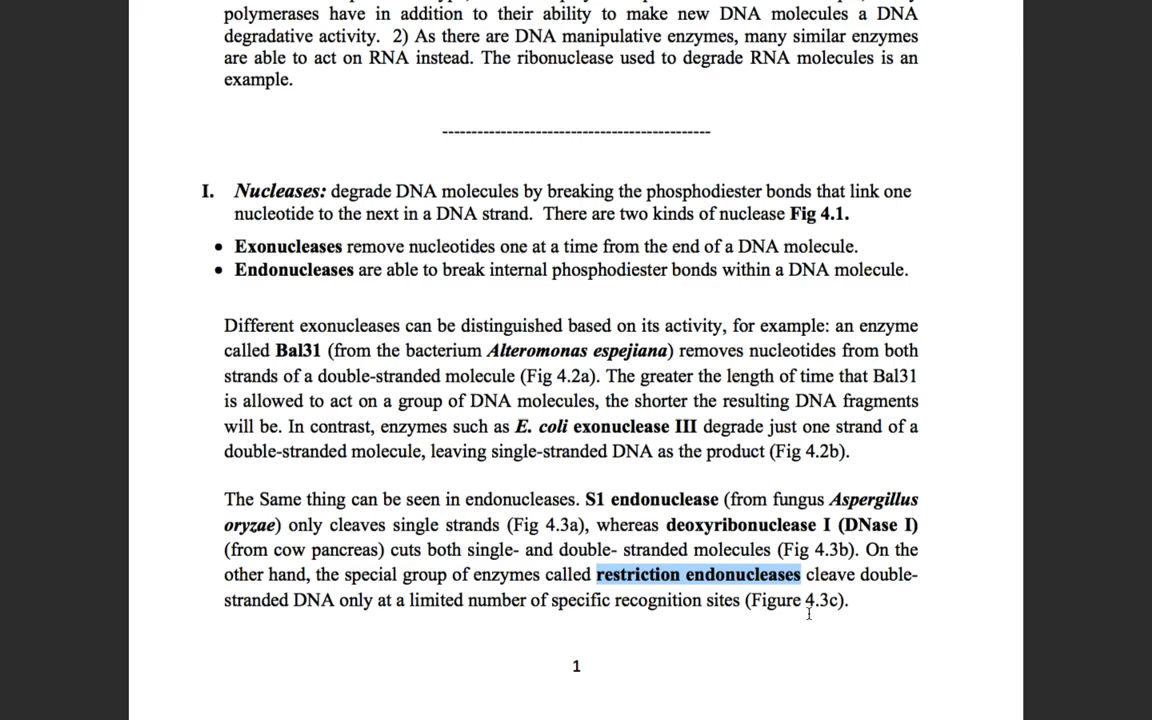 polymerases have in addition to their ability to make new DNA molecules a DNA
degradative activity. 2) As there are DNA manipulative enzymes, many similar enzymes
are able to act on RNA instead. The ribonuclease used to degrade RNA molecules is an
example.
----------------------------------------------
I. Nucleases: degrade DNA molecules by breaking the phosphodiester bonds that link one
nucleotide to the next in a DNA strand. There are two kinds of nuclease Fig 4.1.
• Exonucleases remove nucleotides one at a time from the end of a DNA molecule.
• Endonucleases are able to break internal phosphodiester bonds within a DNA molecule.
Different exonucleases can be distinguished based on its activity, for example: an enzyme
called Bal31 (from the bacterium Alteromonas espejiana) removes nucleotides from both
strands of a double-stranded molecule (Fig 4.2a). The greater the length of time that Bal31
is allowed to act on a group of DNA molecules, the shorter the resulting DNA fragments
will be. In contrast, enzymes such as E. coli exonuclease III degrade just one strand of a
double-stranded molecule, leaving single-stranded DNA as the product (Fig 4.2b).
The Same thing can be seen in endonucleases. S1 endonuclease (from fungus Aspergillus
oryzae) only cleaves single strands (Fig 4.3a), whereas deoxyribonuclease I (DNase I)
(from cow pancreas) cuts both single- and double- stranded molecules (Fig 4.3b). On the
other hand, the special group of enzymes called restriction endonucleases cleave double-
stranded DNA only at a limited number of specific recognition sites (Figure 4.3c).
1